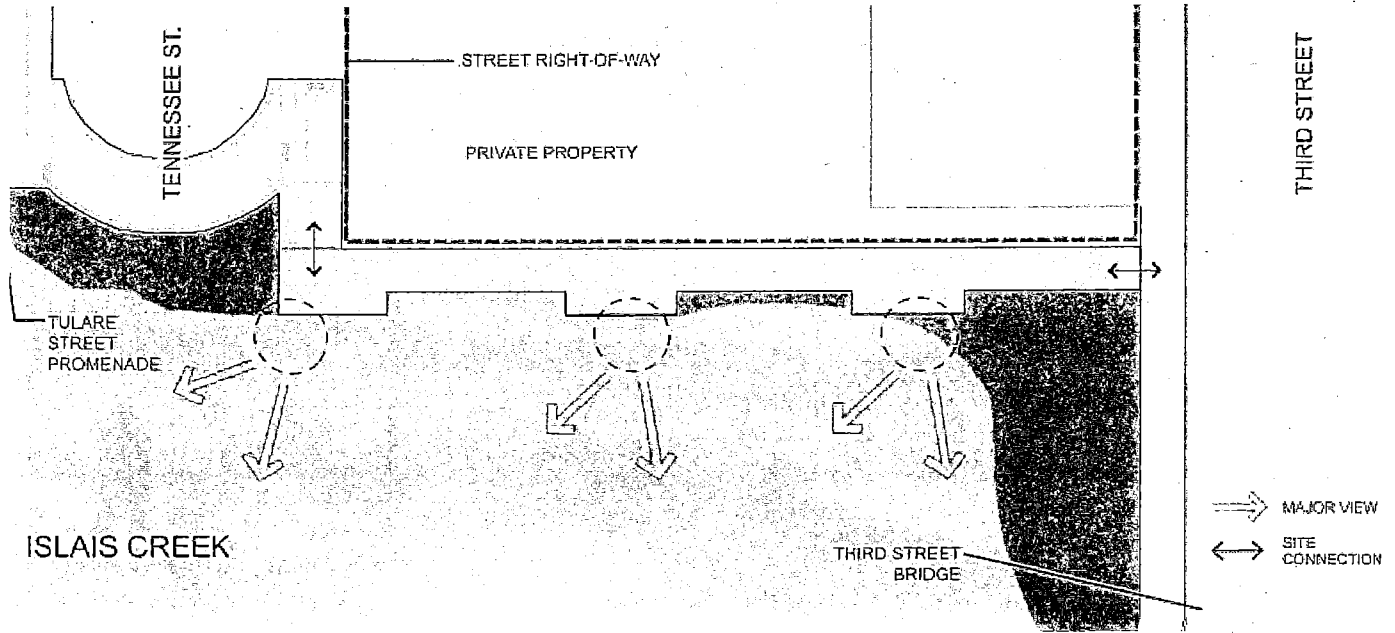 TENNESSEE ST.
STREET RIGHT-OF-WAY
PRIVATE PROPERTY
THIRD STREET
TULARE
STREET
PROMENADE
ISLAIS CREEK
THIRD STREET
BRIDGE
MAJOR VIEW
SITE
CONNECTION